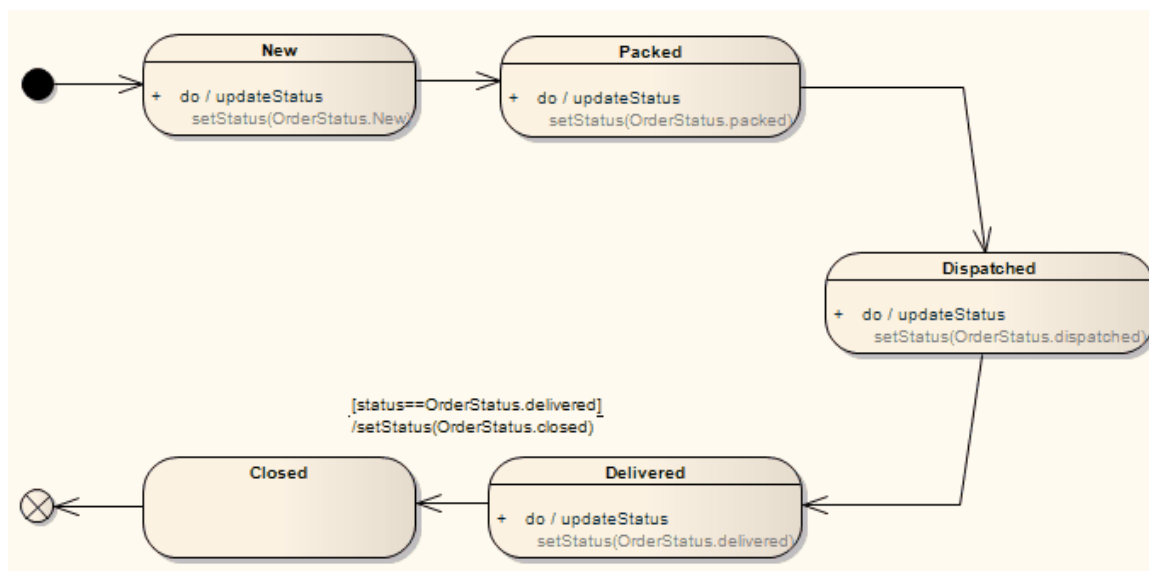 New
+ do / updateStatus
setStatus(OrderStatus.New)
Packed
+ do / updateStatus
setStatus(OrderStatus.packed)
Dispatched
+ do / updateStatus
setStatus(OrderStatus.dispatched)
[status==OrderStatus.delivered]
/setStatus(OrderStatus.closed)
Closed
Delivered
+ do / updateStatus
setStatus(OrderStatus.delivered)